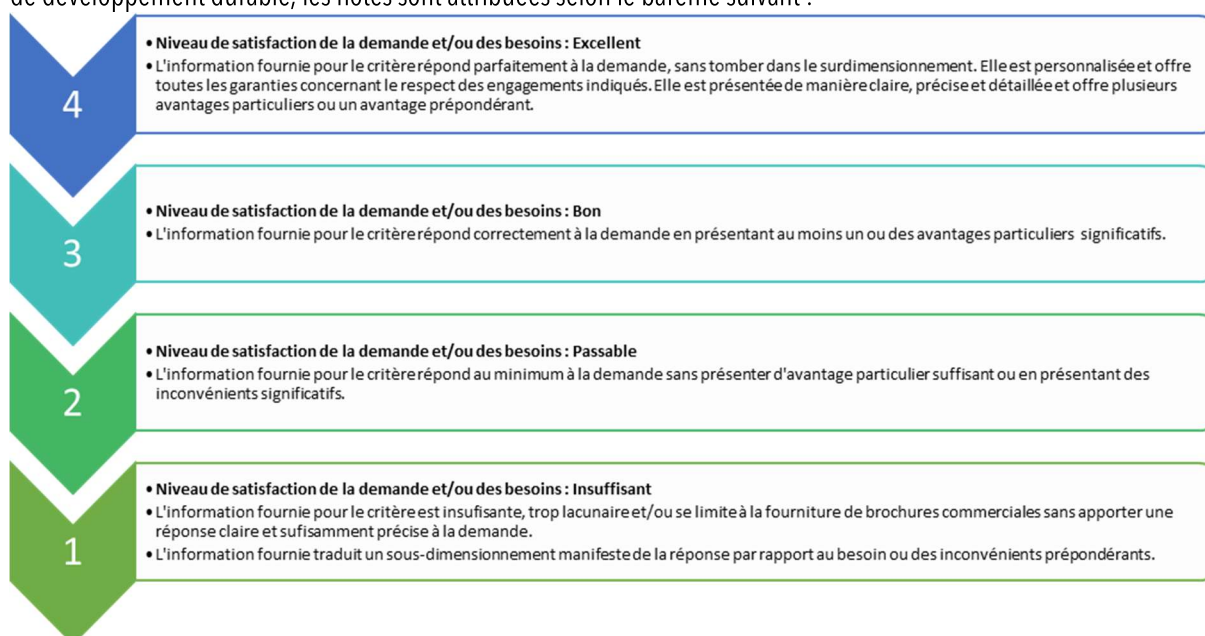 de développement durable, les notes sont attribuées selon le barème suivant :
4
• Niveau de satisfaction de la demande et/ou des besoins : Excellent
• L'information fournie pour le critère répond parfaitement à la demande, sans tomber dans le surdimensionnement. Elle est personnalisée et offre
toutes les garanties concernant le respect des engagements indiqués. Elle est présentée de manière claire, précise et détaillée et offre plusieurs
avantages particuliers ou un avantage prépondérant.
3
• Niveau de satisfaction de la demande et/ou des besoins : Bon
• L'information fournie pour le critère répond correctement à la demande en présentant au moins un ou des avantages particuliers significatifs.
2
• Niveau de satisfaction de la demande et/ou des besoins : Passable
• L'information fournie pour le critère répond au minimum à la demande sans présenter d'avantage particulier suffisant ou en présentant des
inconvénients significatifs.
1
• Niveau de satisfaction de la demande et/ou des besoins : Insuffisant
• L'information fournie pour le critère est insufisante, trop lacunaire et/ou se limite à la fourniture de brochures commerciales sans apporter une
réponse claire et sufisamment précise à la demande.
• L'information fournie traduit un sous-dimensionnement manifeste de la réponse par rapport au besoin ou des inconvénients prépondérants.